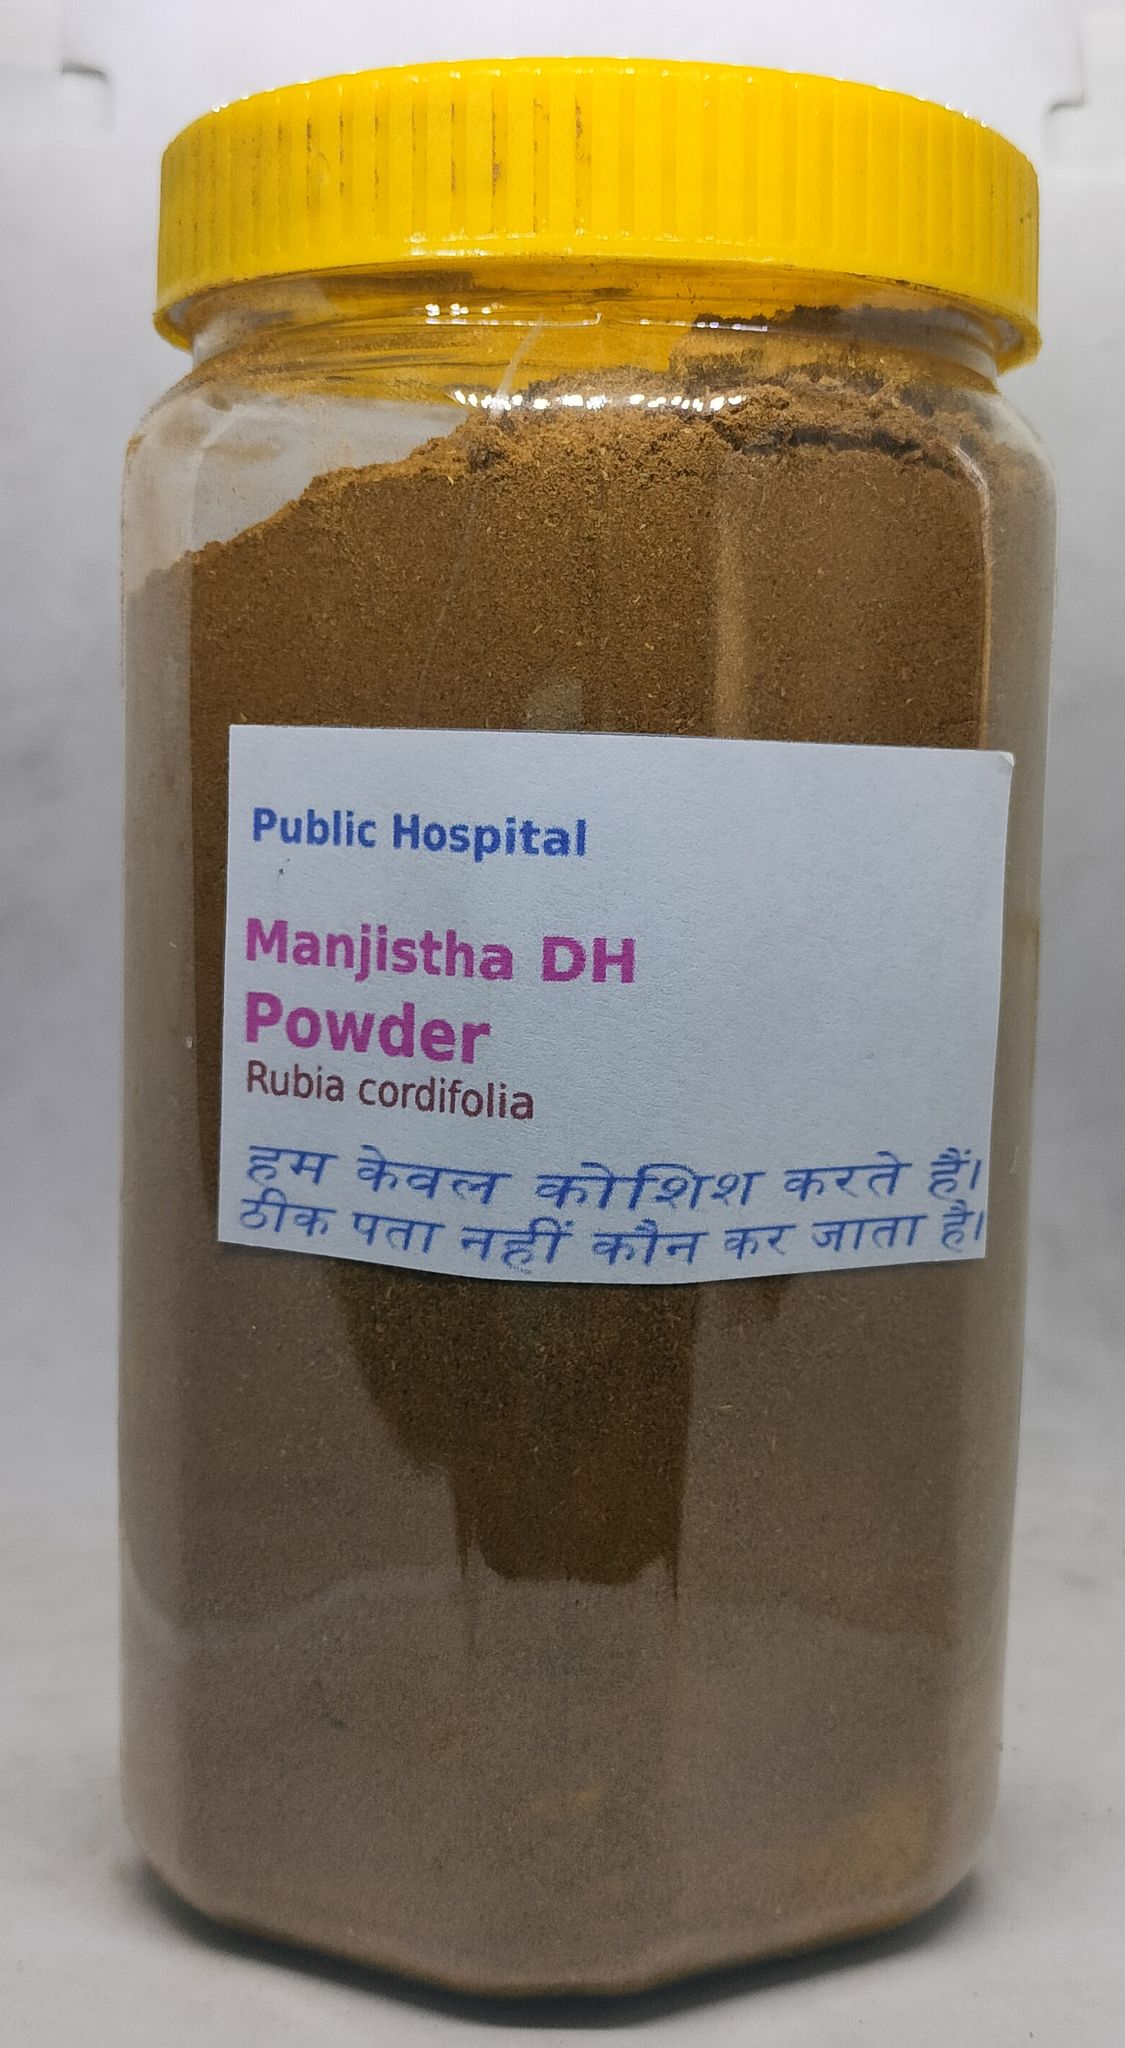 Public Hospital
Manjistha DH
Powder
Rubia cordifolia
हम केवल कोशिश करते हैं।
ठीक पता नहीं कौन कर जाता है।